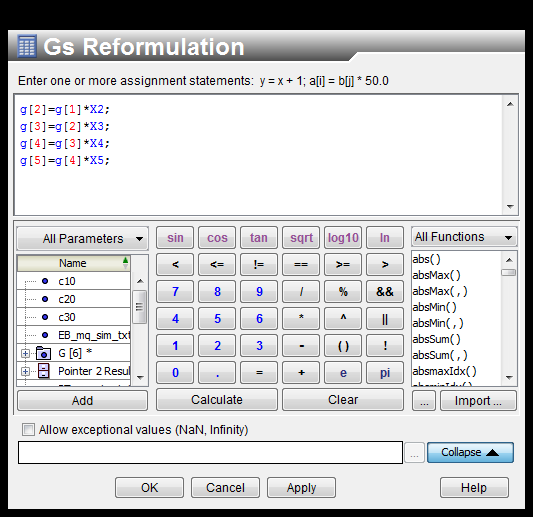 Gs Reformulation
Enter one or more assignment statements: y = x + 1; a[i] = b[j] * 50.0
g[2]=g[1]*X2;
g[3]=g[2]*X3;
g[4]=g[3]*X4;
g[5]=g[4]*X5;
All Parameters
sin cos tan sqrt log10 ln
All Functions
Name
< <= != == >= >
abs()
c10
absMax()
7 8 9 / % &&
c20
absMax(,)
c30
absMin()
4 5 6 * ^ ||
EB_mq_sim_txt
absMin(,)
G [6] *
1 2 3 - ( ) !
absSum()
absSum(,)
Pointer 2 Resul
0 . = + e pi
absmaxIdx()
Add
Calculate
Clear
...
Import ...
Allow exceptional values (NaN, Infinity)
...
Collapse
OK
Cancel
Apply
Help